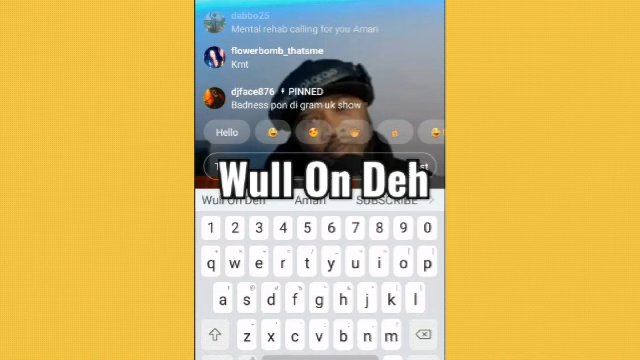 dabbo25
Mental rehab calling for you Amari
flowerbomb_thatsme
Kmt
djface876 PINNED
Badness pon di gram uk show
Hello
Wull On Deh
Wull On Deh Amari SUBSCRIBE
1 2 3 4 5 6 7 8 9 0
q w e r t y u i o p
a s d f g h j k l
z x c v b n m